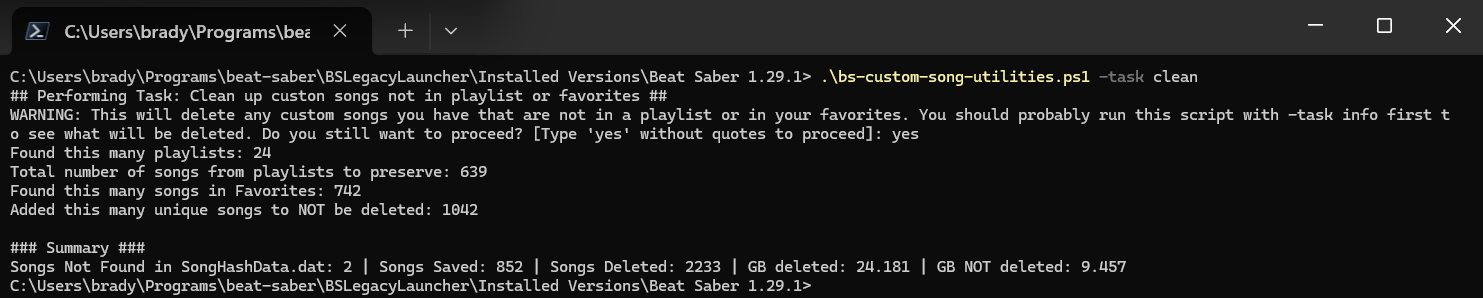 C:\Users\brady\Programs\bea
C:\Users\brady\Programs\beat-saber\BSLegacyLauncher\Installed Versions\Beat Saber 1.29.1> .\bs-custom-song-utilities.ps1 -task clean
## Performing Task: Clean up custon songs not in playlist or favorites ##
WARNING: This will delete any custom songs you have that are not in a playlist or in your favorites. You should probably run this script with -task info first t
o see what will be deleted. Do you still want to proceed? [Type 'yes' without quotes to proceed]: yes
Found this many playlists: 24
Total number of songs from playlists to preserve: 639
Found this many songs in Favorites: 742
Added this many unique songs to NOT be deleted: 1042
### Summary ###
Songs Not Found in SongHashData.dat: 2 | Songs Saved: 852 | Songs Deleted: 2233 | GB deleted: 24.181 | GB NOT deleted: 9.457
C:\Users\brady\Programs\beat-saber\BSLegacyLauncher\Installed Versions\Beat Saber 1.29.1>